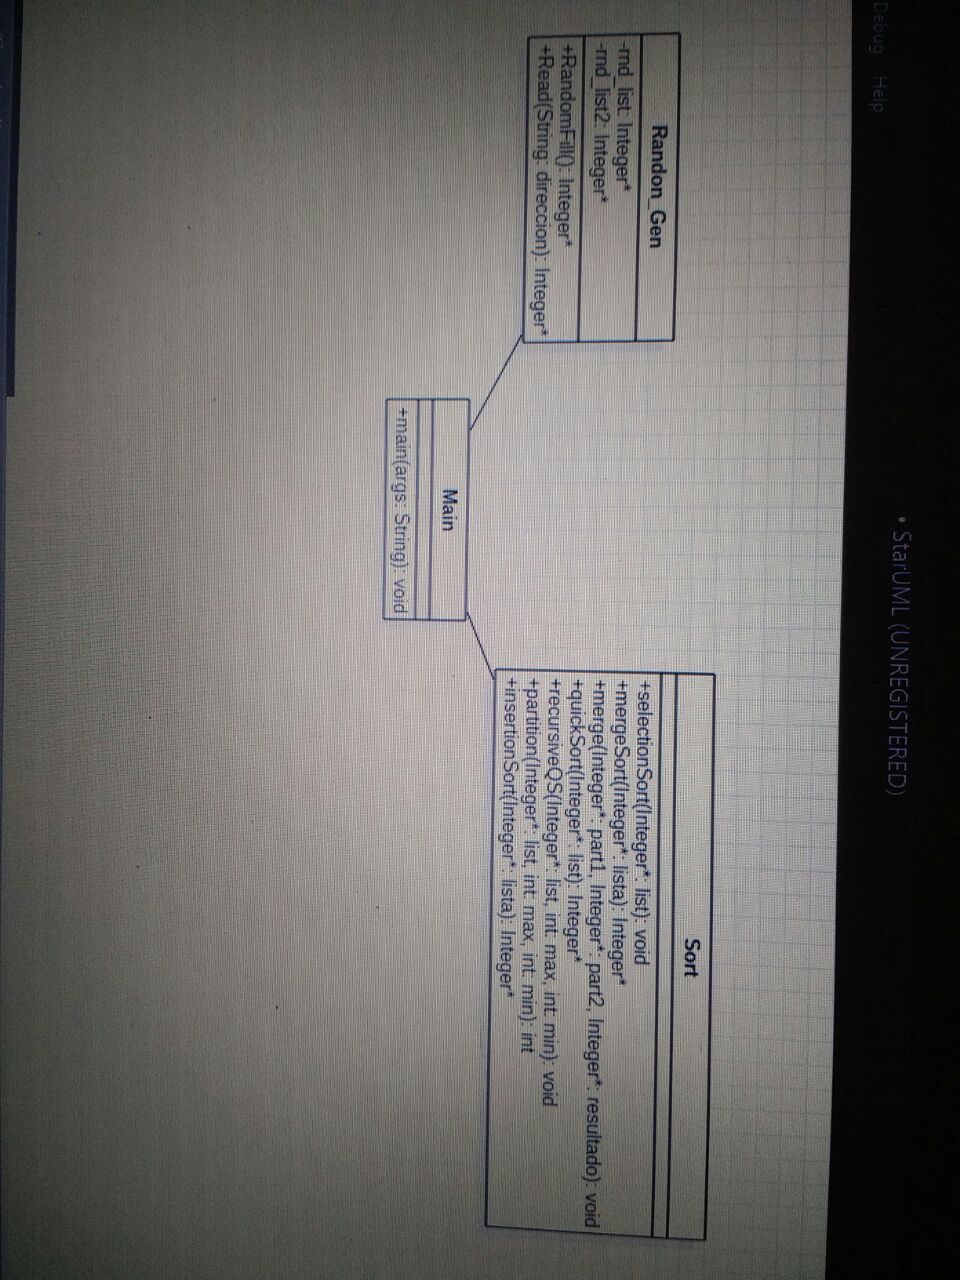 Debug Help
• StarUML (UNREGISTERED)
Randon_Gen
-rnd_list: Integer*
-rnd_list2: Integer*
+RandomFill(): Integer*
+Read(String: direccion): Integer*
Main
+main(args: String): void
Sort
+selectionSort(Integer*: list): void
+mergeSort(Integer*: lista): Integer*
+merge(Integer*: part1, Integer*: part2, Integer*: resultado): void
+quickSort(Integer*: list): Integer*
+recursiveQS(Integer*: list, int: max, int: min): void
+partition(Integer*: list, int: max, int: min): int
+insertionSort(Integer*: lista): Integer*